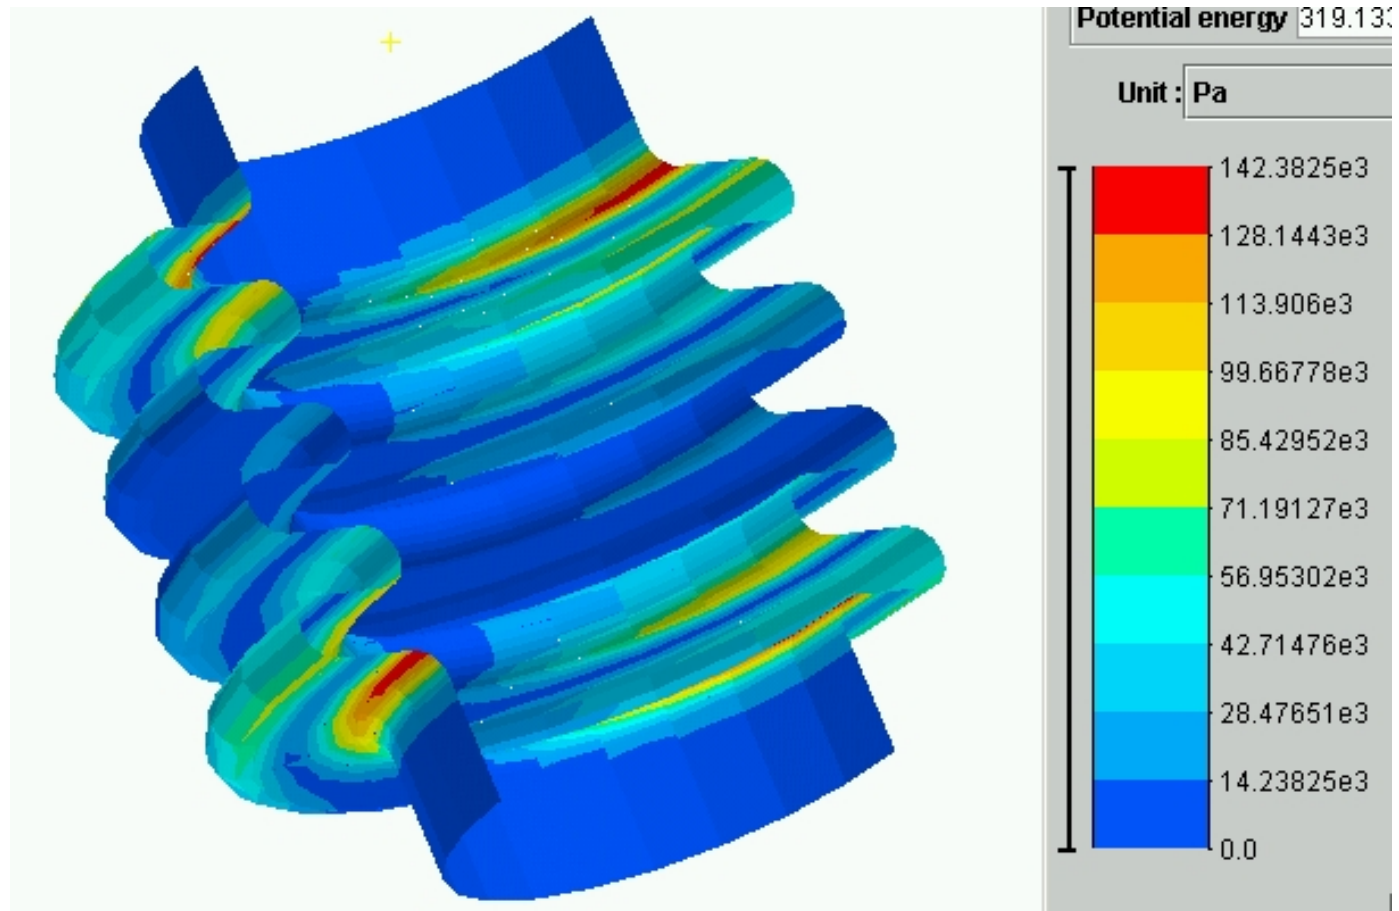 Potential energy 319.133
Unit : Pa
142.3825e3
128.1443e3
113.906e3
99.66778e3
85.42952e3
71.19127e3
56.95302e3
42.71476e3
28.47651e3
14.23825e3
0.0